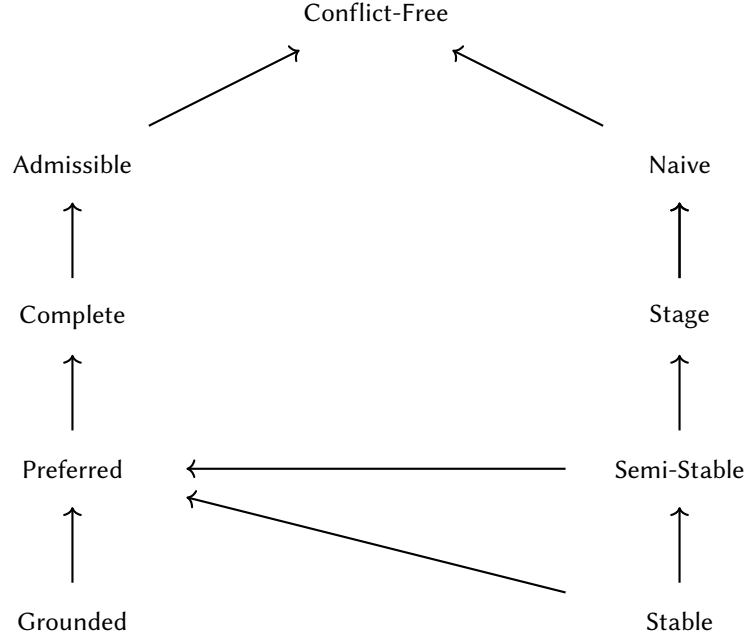 Conflict-Free
Admissible
Naive
Complete
Stage
Preferred
Semi-Stable
Grounded
Stable